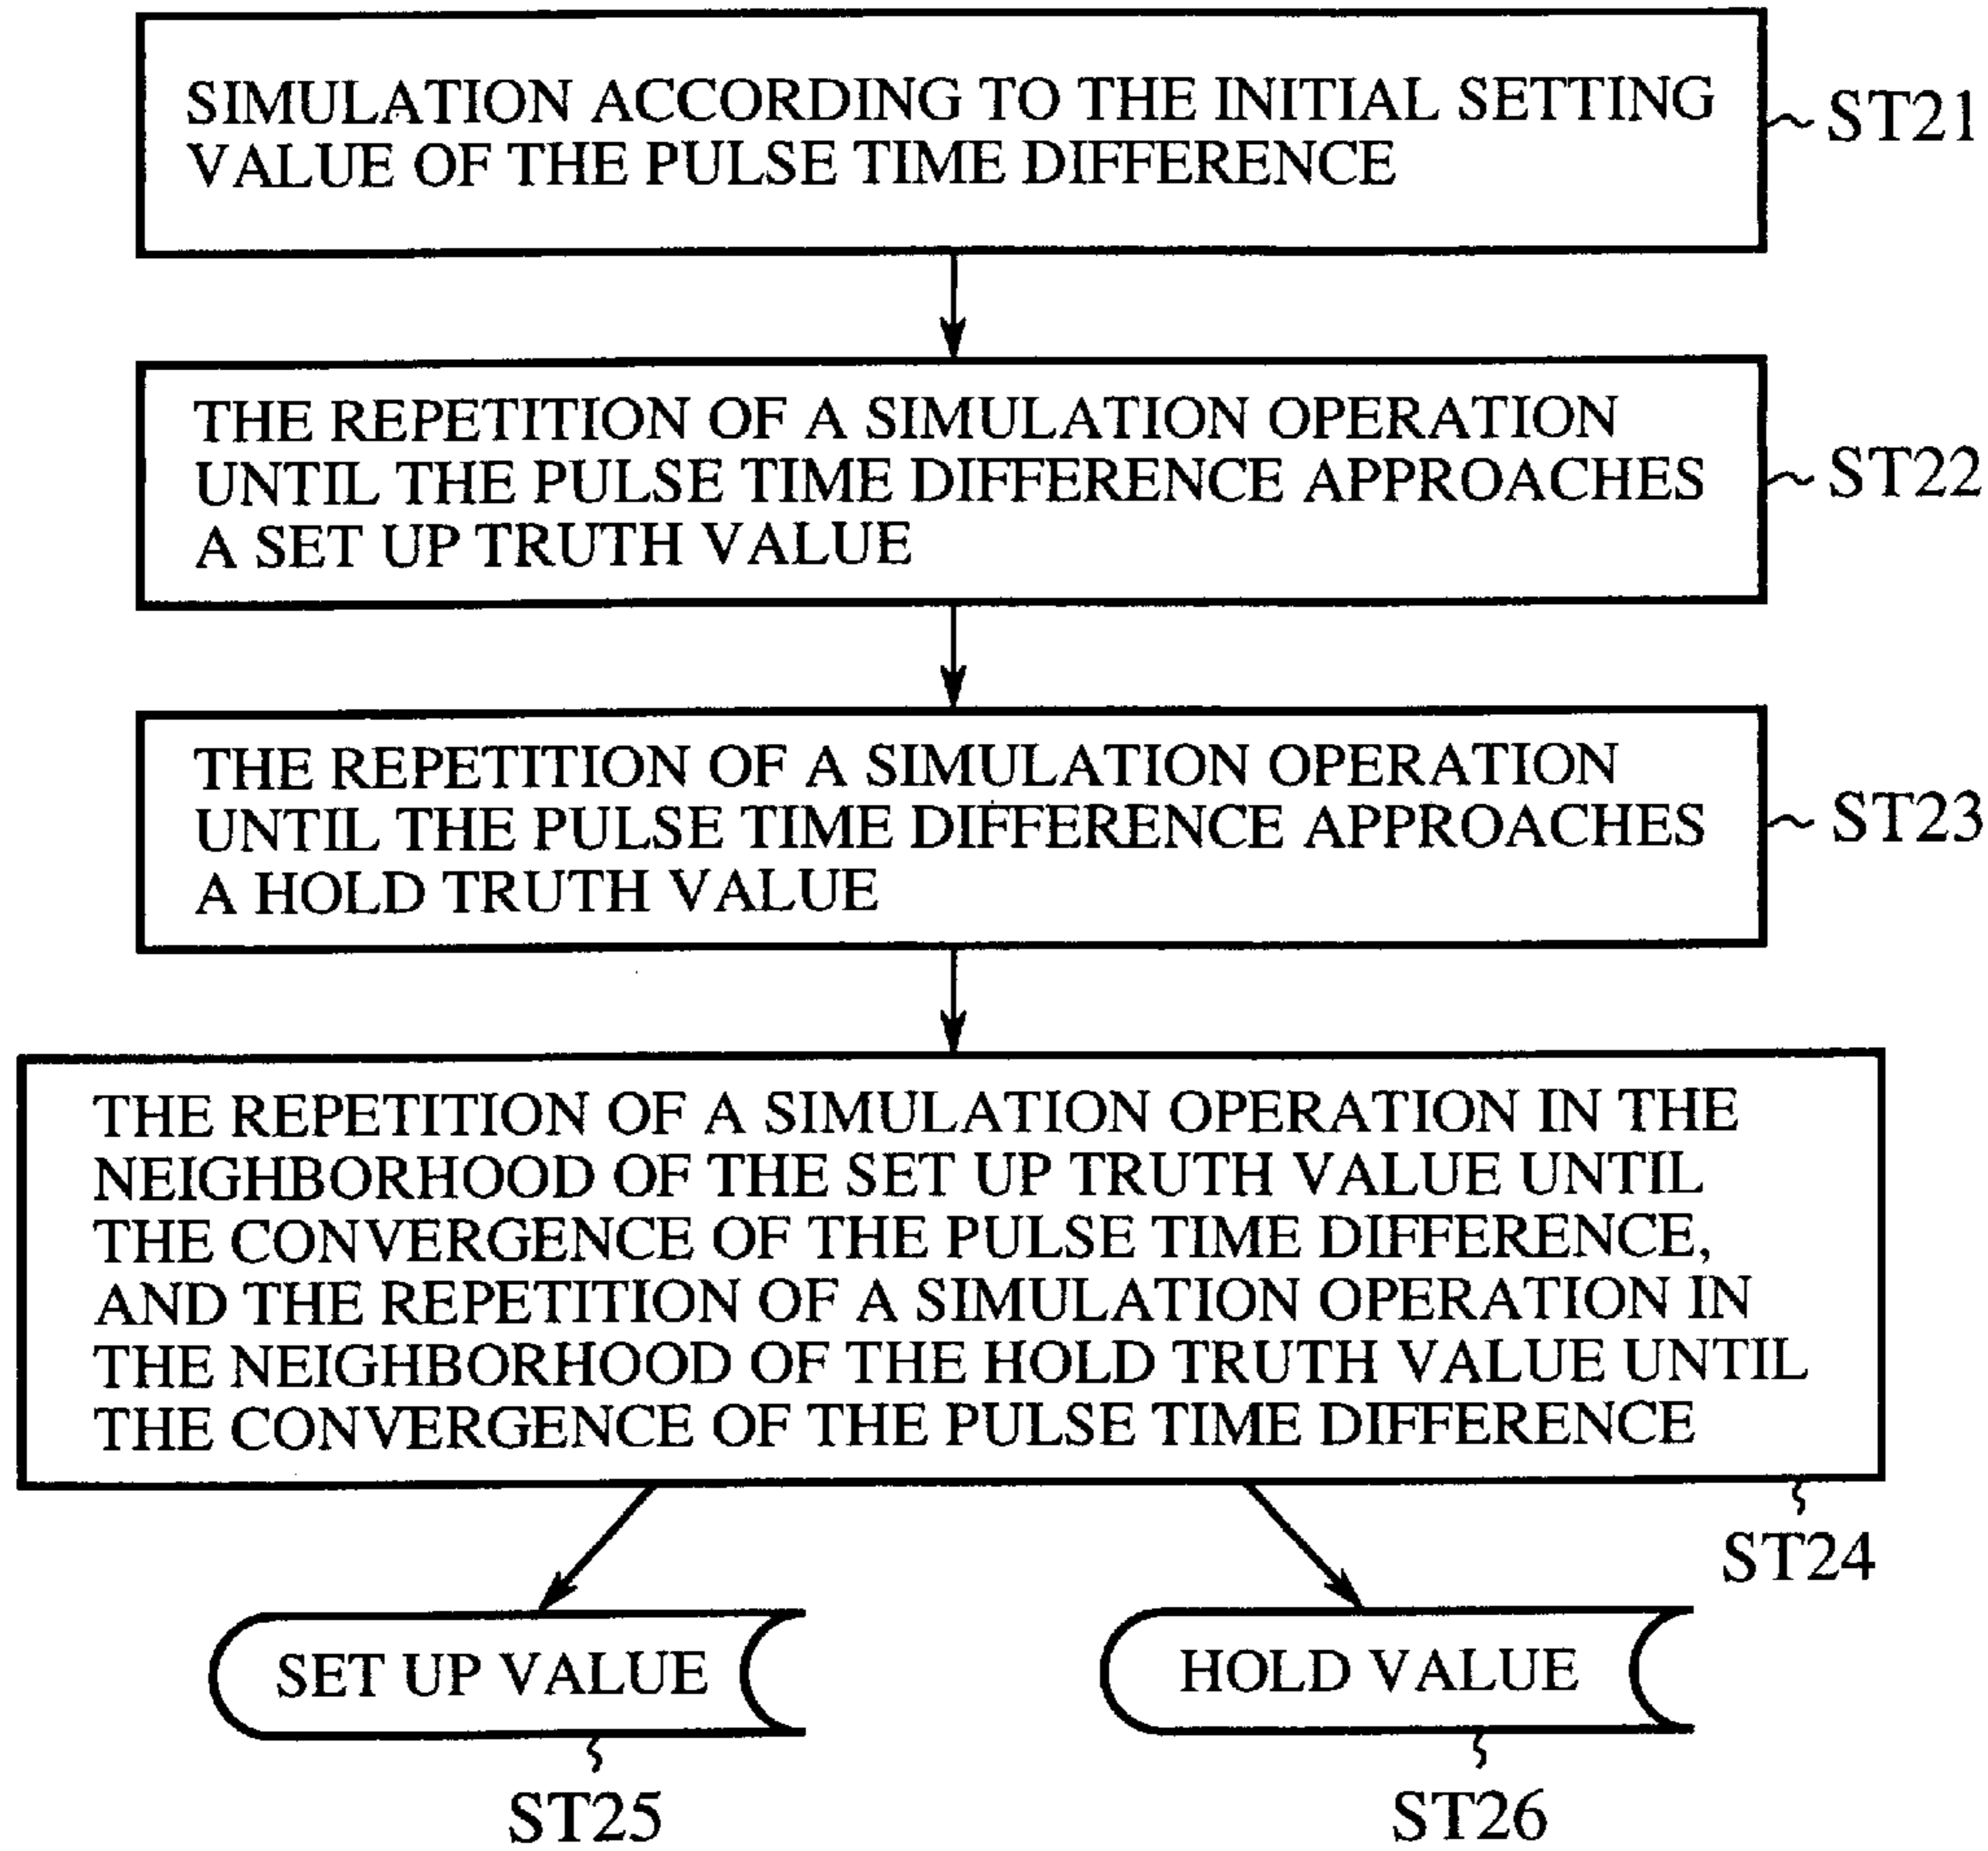 SIMULATION ACCORDING TO THE INITIAL SETTING
VALUE OF THE PULSE TIME DIFFERENCE
ST21
THE REPETITION OF A SIMULATION OPERATION
UNTIL THE PULSE TIME DIFFERENCE APPROACHES
A SET UP TRUTH VALUE
ST22
THE REPETITION OF A SIMULATION OPERATION
UNTIL THE PULSE TIME DIFFERENCE APPROACHES
A HOLD TRUTH VALUE
ST23
THE REPETITION OF A SIMULATION OPERATION IN THE
NEIGHBORHOOD OF THE SET UP TRUTH VALUE UNTIL
THE CONVERGENCE OF THE PULSE TIME DIFFERENCE,
AND THE REPETITION OF A SIMULATION OPERATION IN
THE NEIGHBORHOOD OF THE HOLD TRUTH VALUE UNTIL
THE CONVERGENCE OF THE PULSE TIME DIFFERENCE
ST24
SET UP VALUE
ST25
HOLD VALUE
ST26